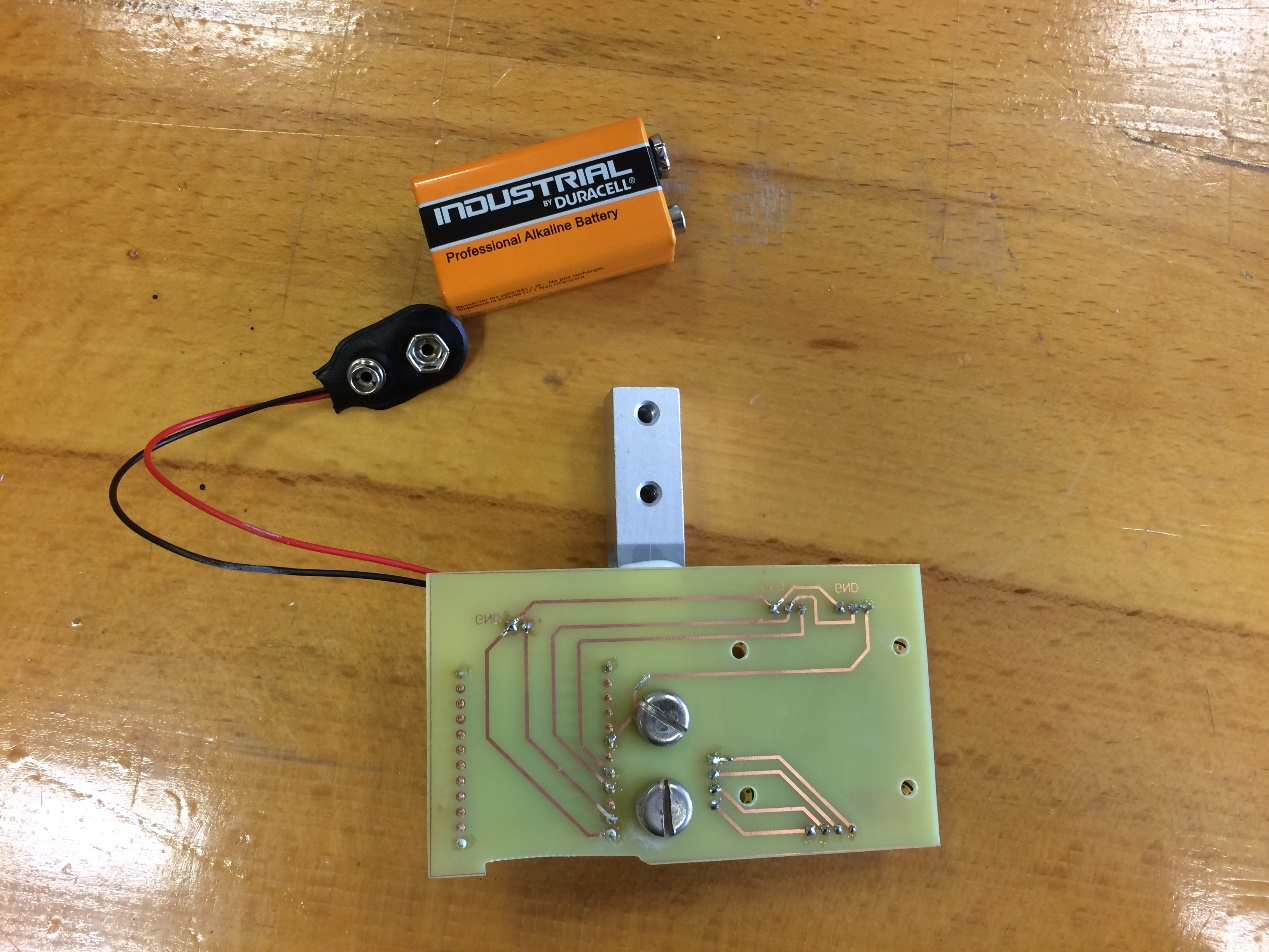 INDUSTRIAL
BY DURACELL®
Professional Alkaline Battery
GND
GND